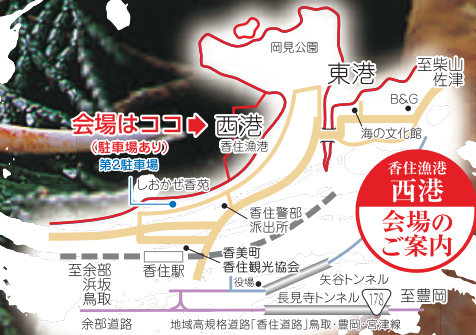 岡見公園
東港
至柴山
佐津
B&G
海の文化館
会場はココ
西港
(駐車場あり)
香住漁港
第2駐車場
しおかぜ香苑
香住漁港
西港
会場の
ご案内
香住警部
派出所
香美町
香住観光協会
香住駅
役場
至余部
浜坂
鳥取
矢谷トンネル
長見寺トンネル
178
至豊岡
余部道路
地域高規格道路「香住道路」鳥取・豊岡・宮津線